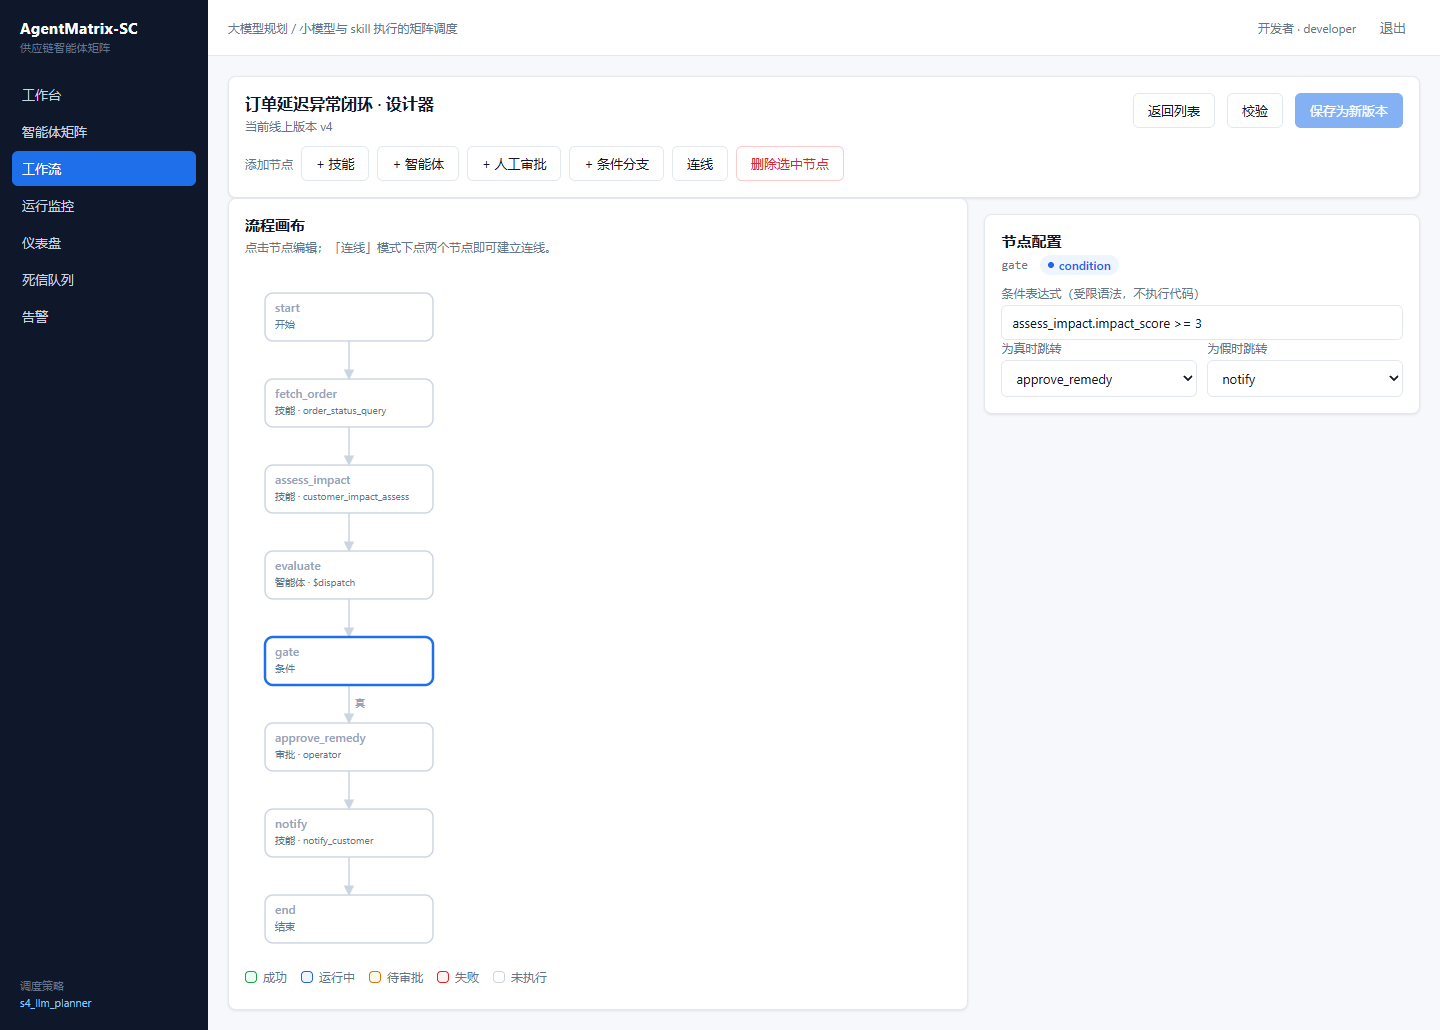 AgentMatrix-SC
供应链智能体矩阵
工作台
智能体矩阵
工作流
运行监控
仪表盘
死信队列
告警
调度策略
s4_llm_planner
大模型规划 / 小模型与 skill 执行的矩阵调度
开发者 · developer
退出
订单延迟异常闭环 · 设计器
当前线上版本 v4
返回列表
校验
保存为新版本
添加节点
+ 技能
+ 智能体
+ 人工审批
+ 条件分支
连线
删除选中节点
流程画布
点击节点编辑；「连线」模式下点两个节点即可建立连线。
start
开始
fetch_order
技能 · order_status_query
assess_impact
技能 · customer_impact_assess
evaluate
智能体 · $dispatch
gate
条件
真
approve_remedy
审批 · operator
notify
技能 · notify_customer
end
结束
成功
运行中
待审批
失败
未执行
节点配置
gate
condition
条件表达式（受限语法，不执行代码）
assess_impact.impact_score >= 3
为真时跳转
为假时跳转
approve_remedy
notify